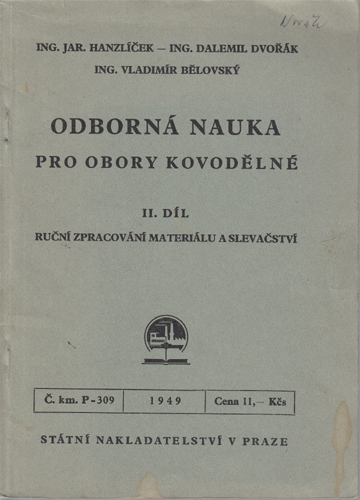 ING. JAR. HANZLÍČEK — ING. DALEMIL DVOŘÁK
ING. VLADIMÍR BĚLOVSKÝ
ODBORNÁ NAUKA
PRO OBORY KOVODĚLNÉ
II. DÍL
RUČNÍ ZPRACOVÁNÍ MATERIÁLU A SLEVAČSTVÍ
Č. km. P-309 1949 Cena 11,— Kčs
STÁTNÍ NAKLADATELSTVÍ V PRAZE